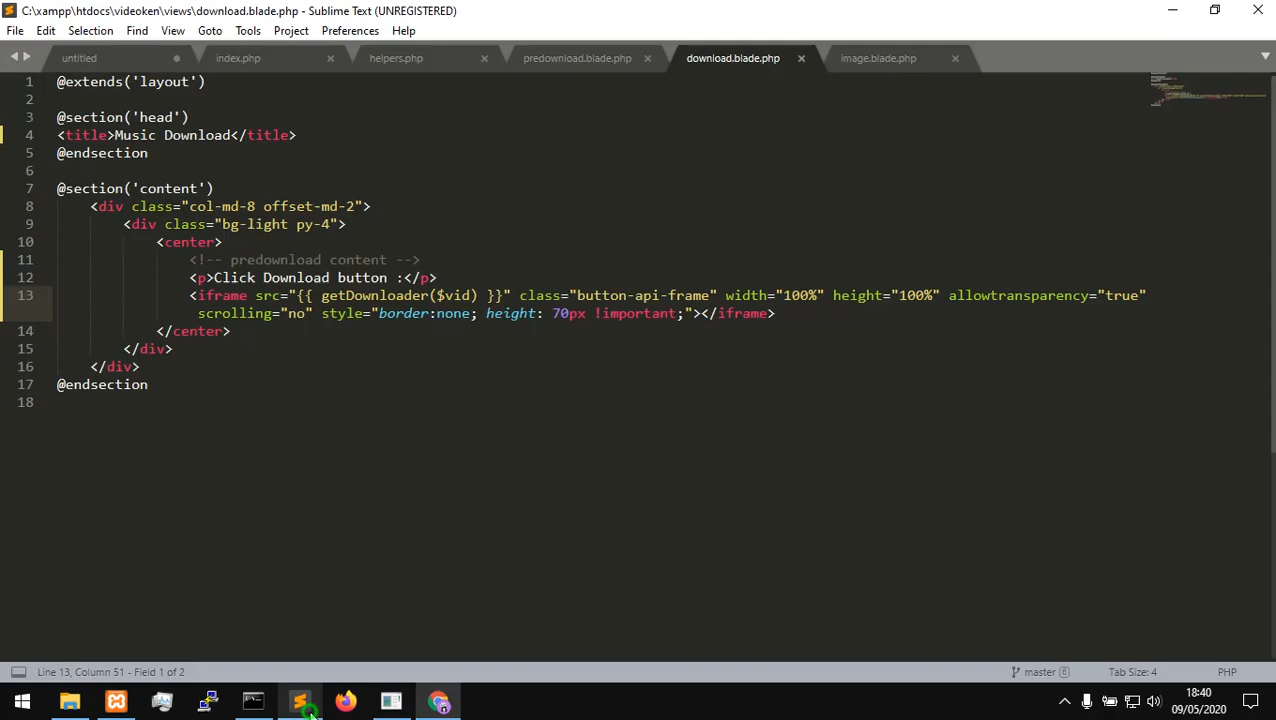 C:\xampp\htdocs\videoken\views\download.blade.php - Sublime Text (UNREGISTERED)
File Edit Selection Find View Goto Tools Project Preferences Help
untitled index.php helpers.php predownload.blade.php download.blade.php image.blade.php
1 @extends('layout')
2
3 @section('head')
4 <title>Music Download</title>
5 @endsection
6
7 @section('content')
8 <div class="col-md-8 offset-md-2">
9 <div class="bg-light py-4">
10 <center>
11 <!-- predownload content -->
12 <p>Click Download button :</p>
13 <iframe src="{{ getDownloader($vid) }}" class="button-api-frame" width="100%" height="100%" allowtransparency="true"
scrolling="no" style="border:none; height: 70px !important;"></iframe>
14 </center>
15 </div>
16 </div>
17 @endsection
18
Line 13, Column 51 - Field 1 of 2 master 6 Tab Size: 4 PHP
18:40
09/05/2020